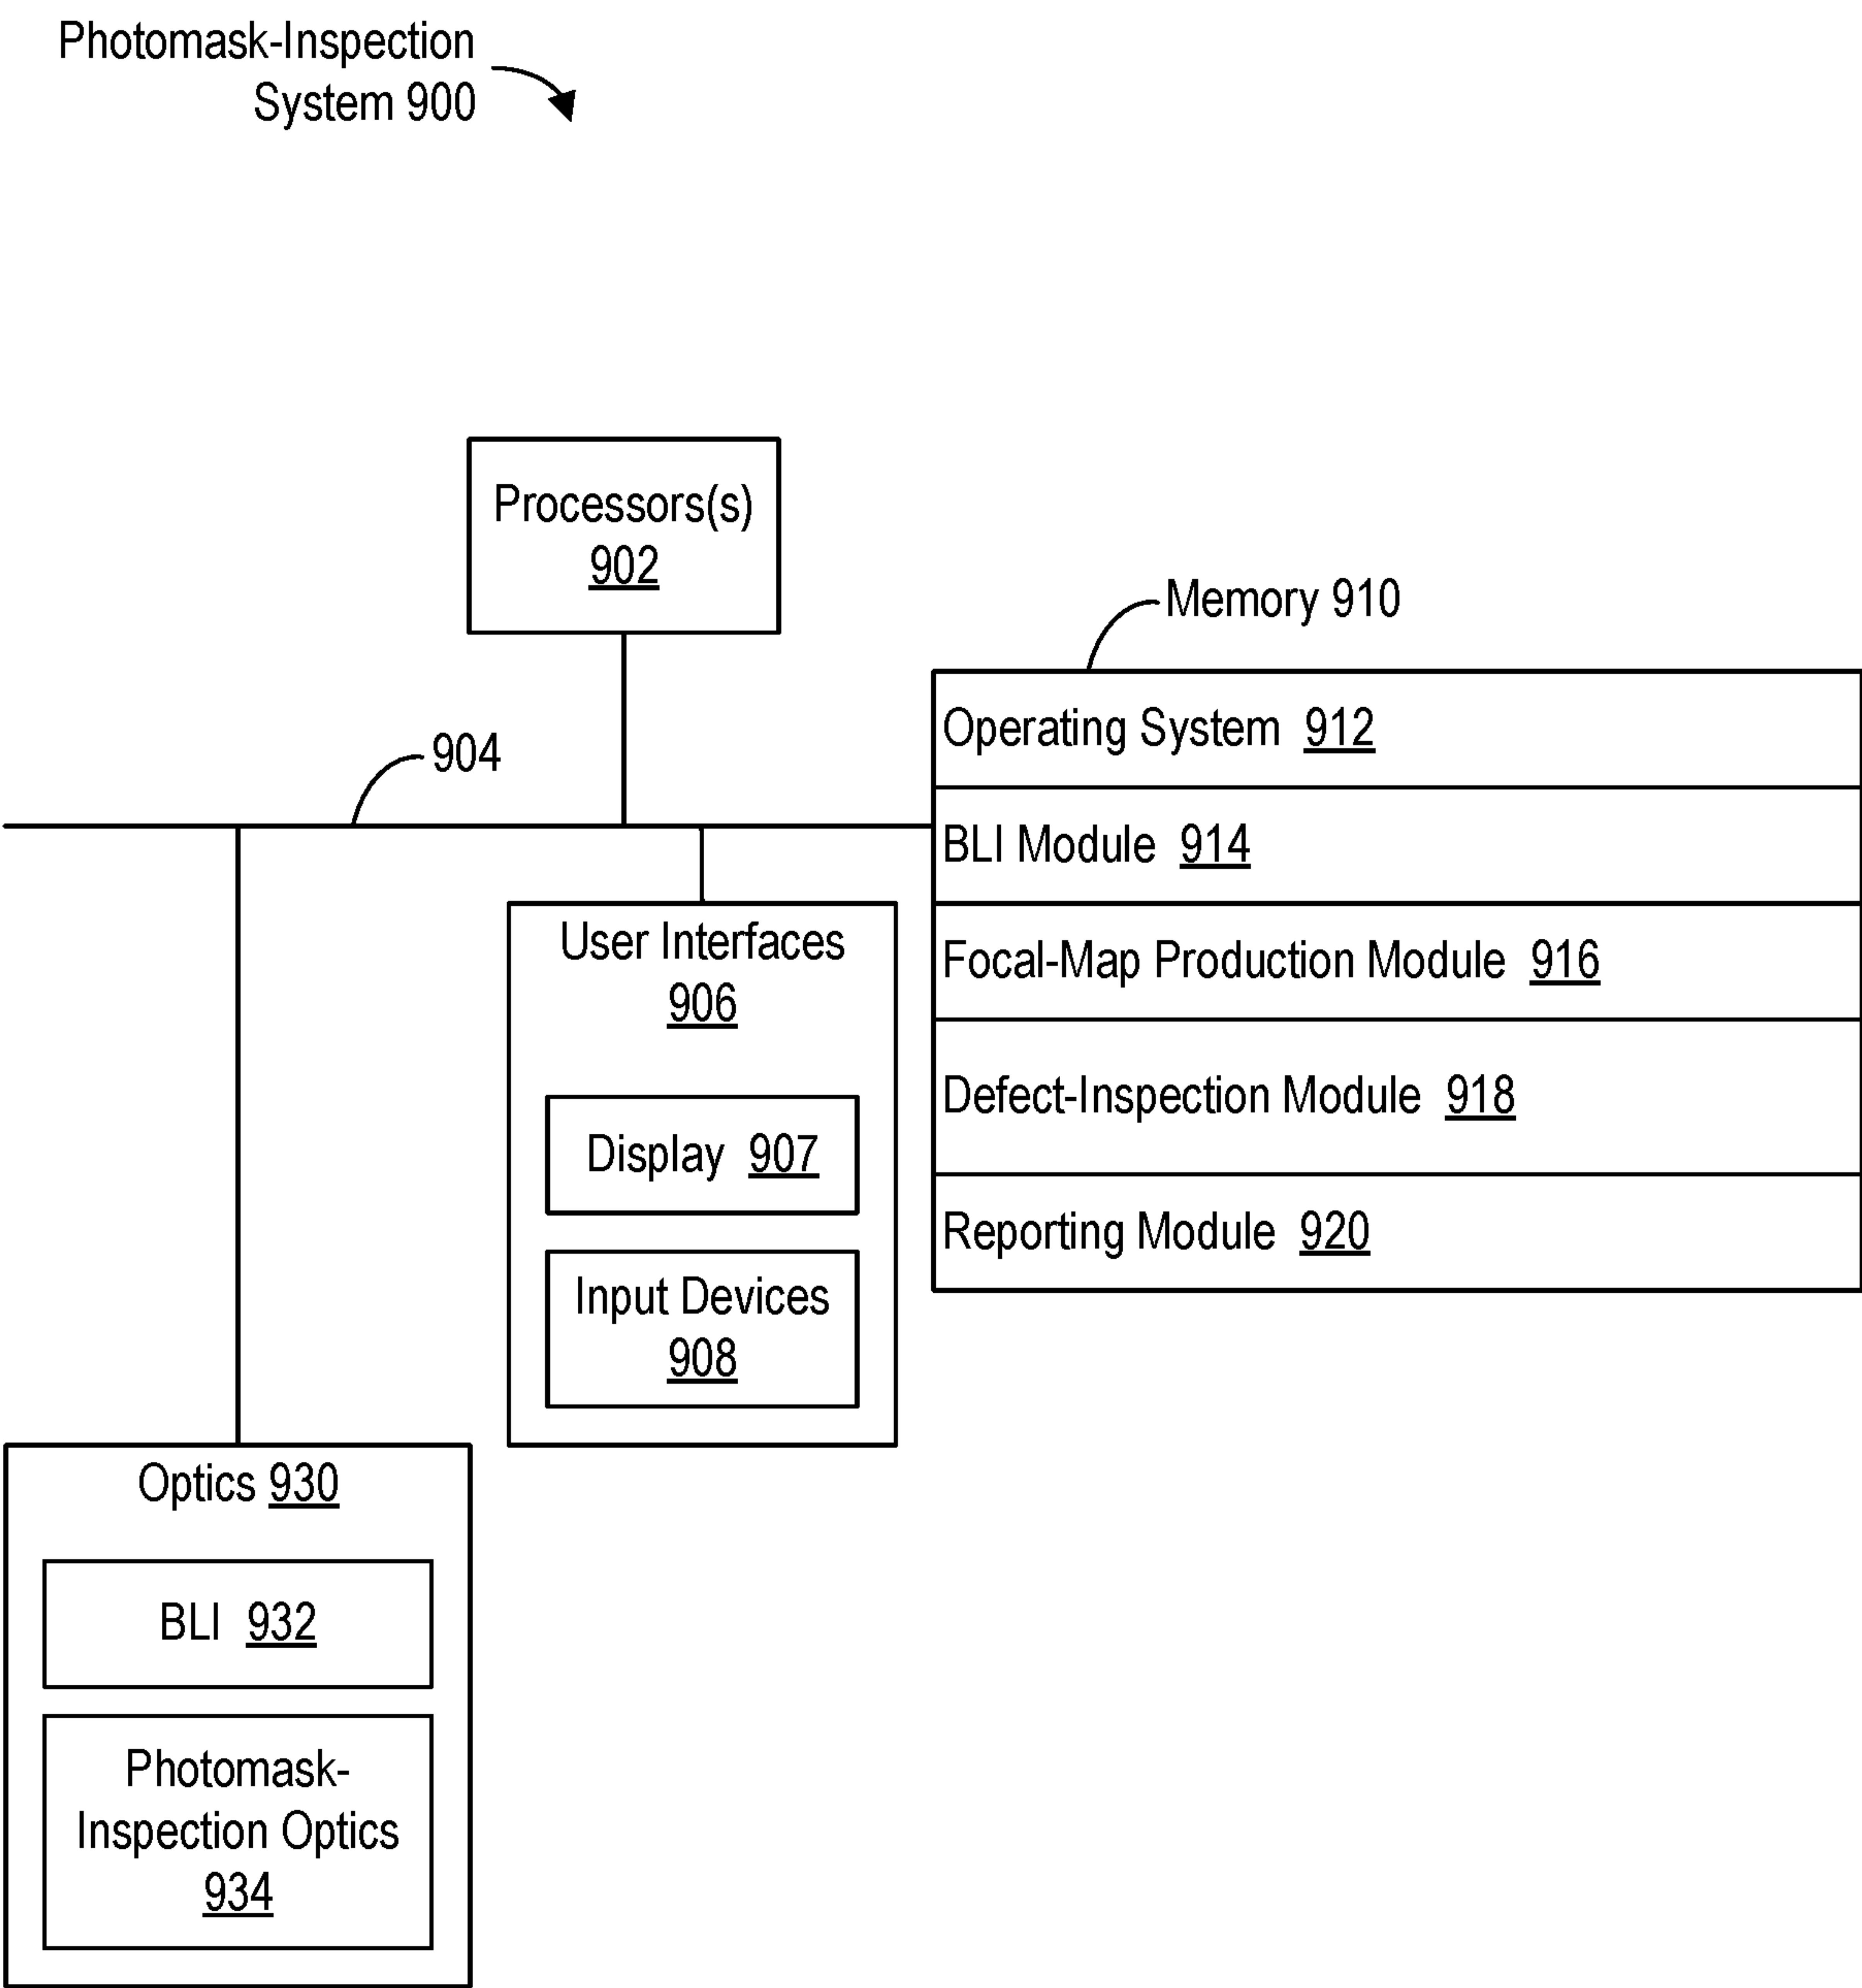 Photomask-Inspection
System 900
Processors(s)
902
Memory 910
904
Operating System 912
BLI Module 914
Focal-Map Production Module 916
Defect-Inspection Module 918
Reporting Module 920
User Interfaces
906
Display 907
Input Devices
908
Optics 930
BLI 932
Photomask-
Inspection Optics
934